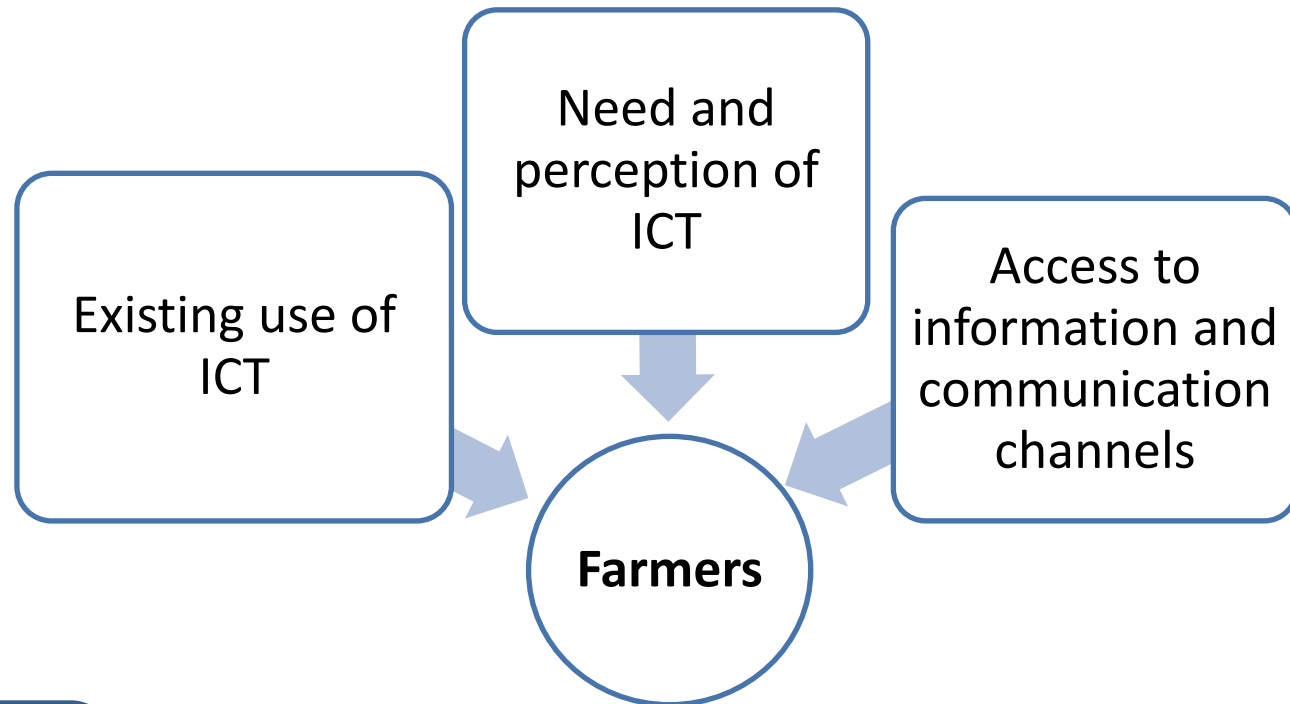 Need and
perception of
ICT
Existing use of
ICT
Access to
information and
communication
channels
Farmers